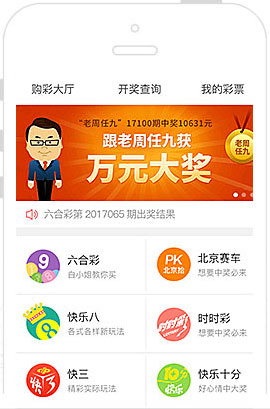 购彩大厅 开奖查询 我的彩票
"老周任九" 17100期中奖10631元
跟老周任九获
万元大奖
老周
任九
六合彩第 2017065 期出奖结果
9
六合彩
白小姐教你买
PK
北京拾
北京赛车
想要中奖必来
8
快乐八
各式各样新玩法
时时彩
时时彩
想要中奖必来
快了
快三
精彩实际玩法
10分
快乐
快乐十分
好心情中大奖